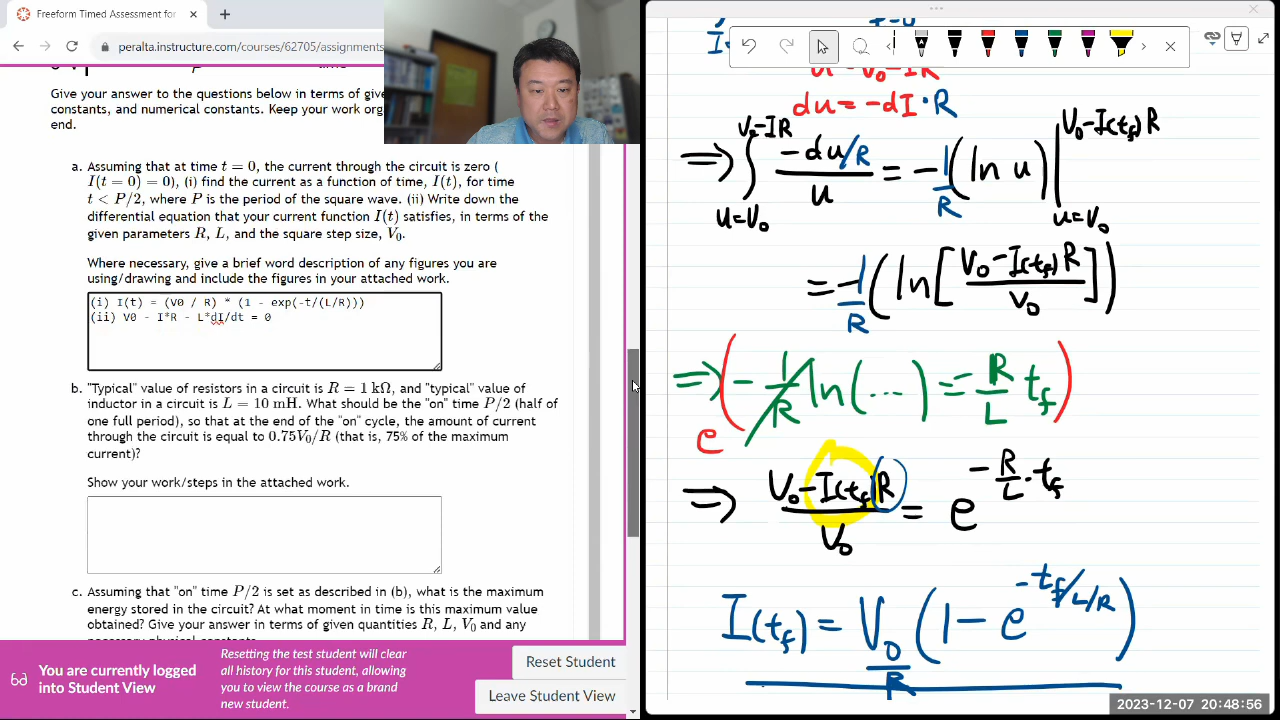 Freeform Timed Assessment for
peralta.instructure.com/courses/62705/assignments
time
Give your answer to the questions below in terms of give
constants, and numerical constants. Keep your work org
end.
a. Assuming that at time t = 0, the current through the circuit is zero (
I(t = 0) = 0), (i) find the current as a function of time, I(t), for time
t < P/2, where P is the period of the square wave. (ii) Write down the
differential equation that your current function I(t) satisfies, in terms of the
given parameters R, L, and the square step size, V₀.
Where necessary, give a brief word description of any figures you are
using/drawing and include the figures in your attached work.
(i) I(t) = (V0 / R) * (1 - exp(-t/(L/R)))
(ii) V0 - I*R - L*dI/dt = 0
b. "Typical" value of resistors in a circuit is R = 1 kΩ, and "typical" value of
inductor in a circuit is L = 10 mH. What should be the "on" time P/2 (half of
one full period), so that at the end of the "on" cycle, the amount of current
through the circuit is equal to 0.75V₀/R (that is, 75% of the maximum
current)?
Show your work/steps in the attached work.
c. Assuming that "on" time P/2 is set as described in (b), what is the maximum
energy stored in the circuit? At what moment in time is this maximum value
obtained? Give your answer in terms of given quantities R, L, V₀ and any
You are currently logged
into Student View
Resetting the test student will clear
all history for this student, allowing
you to view the course as a brand
new student.
Reset Student
Leave Student View
u = V₀ - IR
du = -dI · R
⇒ ∫_{u=V₀}^{V₀-IR} (-du/R)/u = -1/R (ln u) |_{u=V₀}^{V₀-I(t_f)R}
= -1/R (ln [(V₀ - I(t_f)R)/V₀])
⇒ e^(-1/R ln(...) = -R/L t_f)
⇒ (V₀ - I(t_f)R)/V₀ = e^(-R/L · t_f)
I(t_f) = V₀/R (1 - e^(-t_f/L/R))
2023-12-07 20:48:56